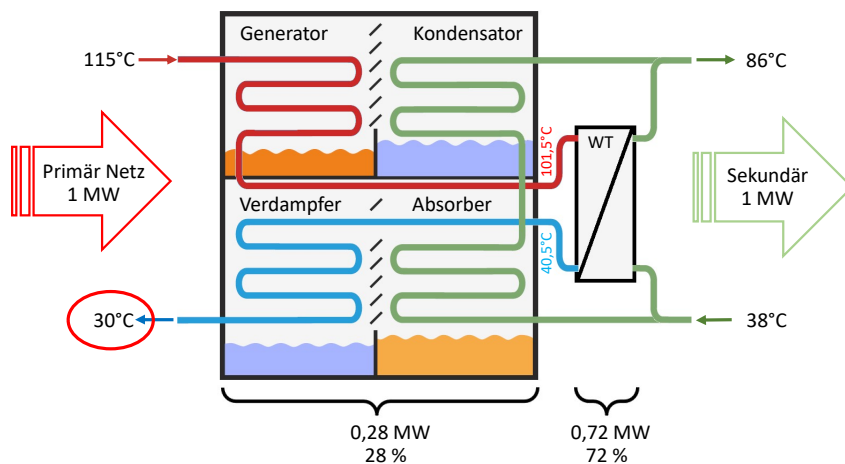 Generator
Kondensator
115°C
86°C
Primär Netz
1 MW
101,5°C
WT
Sekundär
1 MW
Verdampfer
Absorber
40,5°C
30°C
38°C
0,28 MW
28 %
0,72 MW
72 %